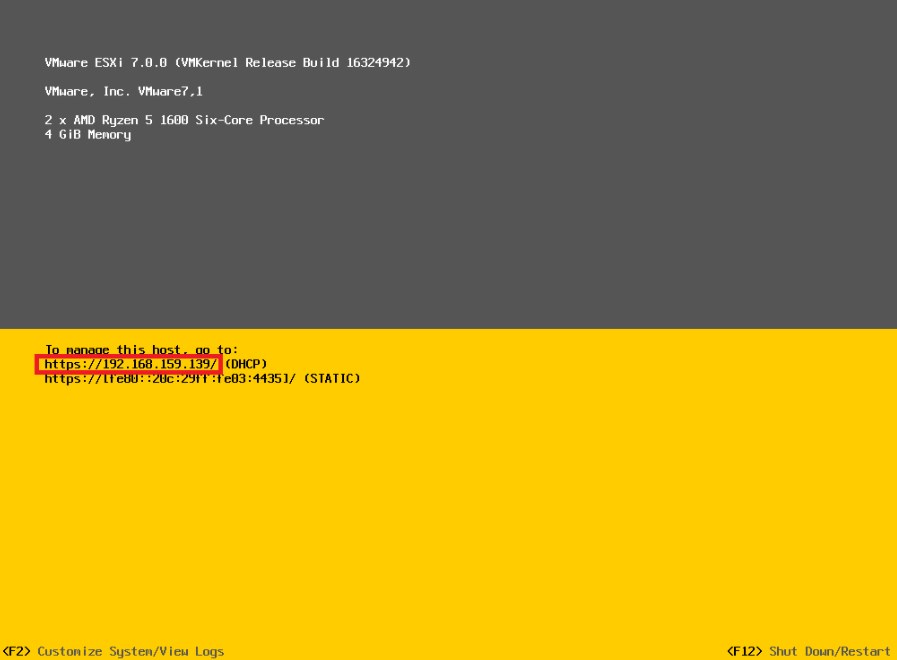 VMware ESXi 7.0.0 (VMKernel Release Build 16324942)
VMware, Inc. VMware7,1
2 x AMD Ryzen 5 1600 Six-Core Processor
4 GiB Memory
To manage this host, go to:
https://192.168.159.139/ (DHCP)
https://[fe80::20c:29ff:fe03:4435]/ (STATIC)
<F2> Customize System/View Logs
<F12> Shut Down/Restart